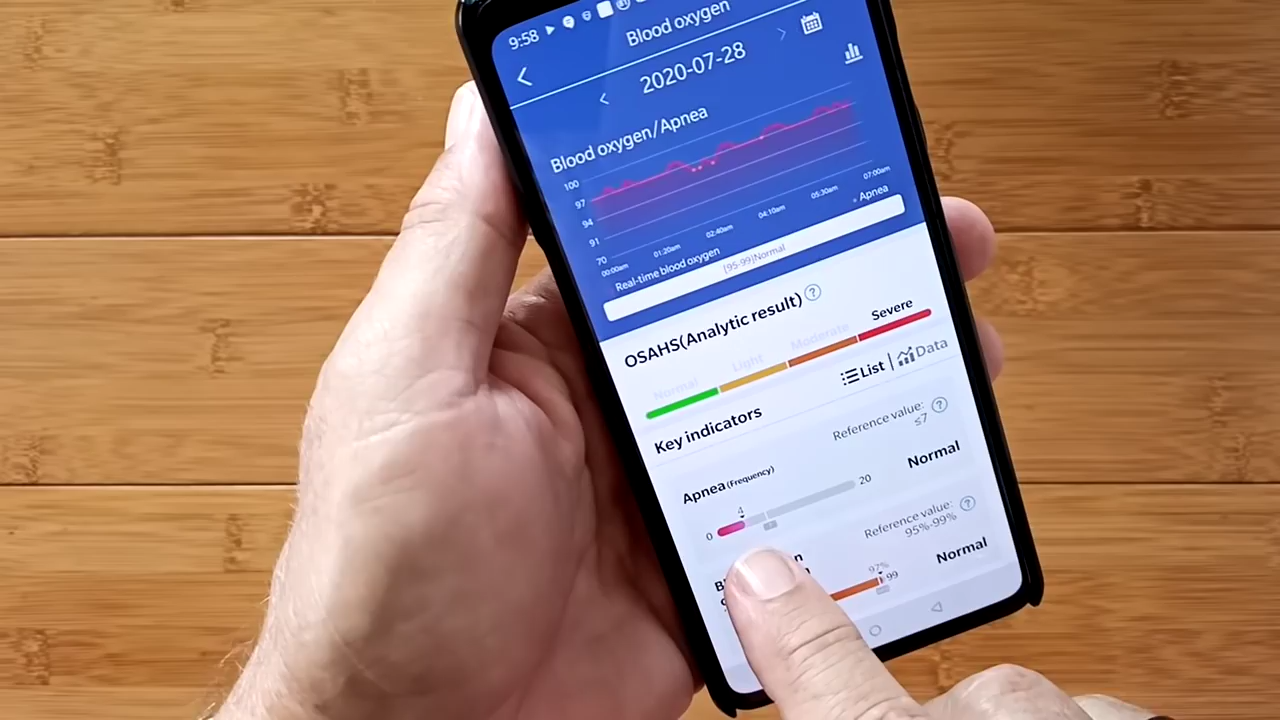 9:58
Blood oxygen
2020-07-28
Blood oxygen/Apnea
100
97
94
91
70
00:00am 01:20am 02:40am 04:10am 05:30am 07:00am
Real-time blood oxygen
Apnea
[95-99]Normal
OSAHS(Analytic result) ?
Normal Light Moderate Severe
List | Data
Key indicators
Reference value: ?
≤7
Apnea(Frequency)
Normal
4
0 20
7
Reference value: ?
95%-99%
Normal
97%
99